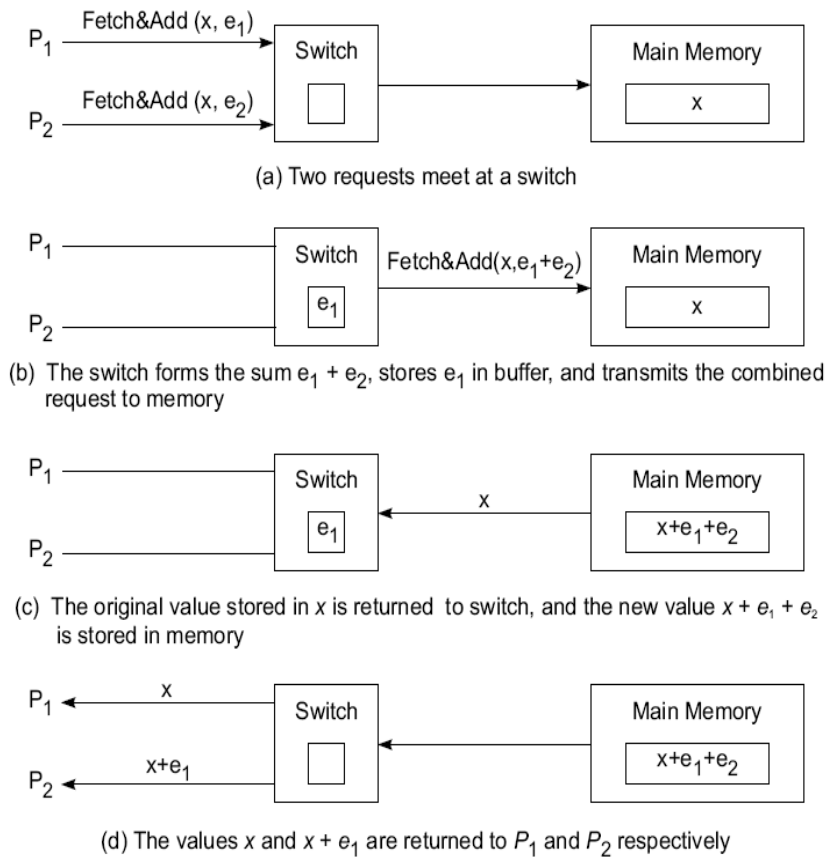 P₁ Fetch&Add (x, e₁) Switch Main Memory
P₂ Fetch&Add (x, e₂) x
(a) Two requests meet at a switch
P₁ Switch Fetch&Add(x,e₁+e₂) Main Memory
P₂ e₁ x
(b) The switch forms the sum e₁ + e₂, stores e₁ in buffer, and transmits the combined
request to memory
P₁ Switch x Main Memory
P₂ e₁ x+e₁+e₂
(c) The original value stored in x is returned to switch, and the new value x + e₁ + e₂
is stored in memory
P₁ x Switch Main Memory
P₂ x+e₁ x+e₁+e₂
(d) The values x and x + e₁ are returned to P₁ and P₂ respectively